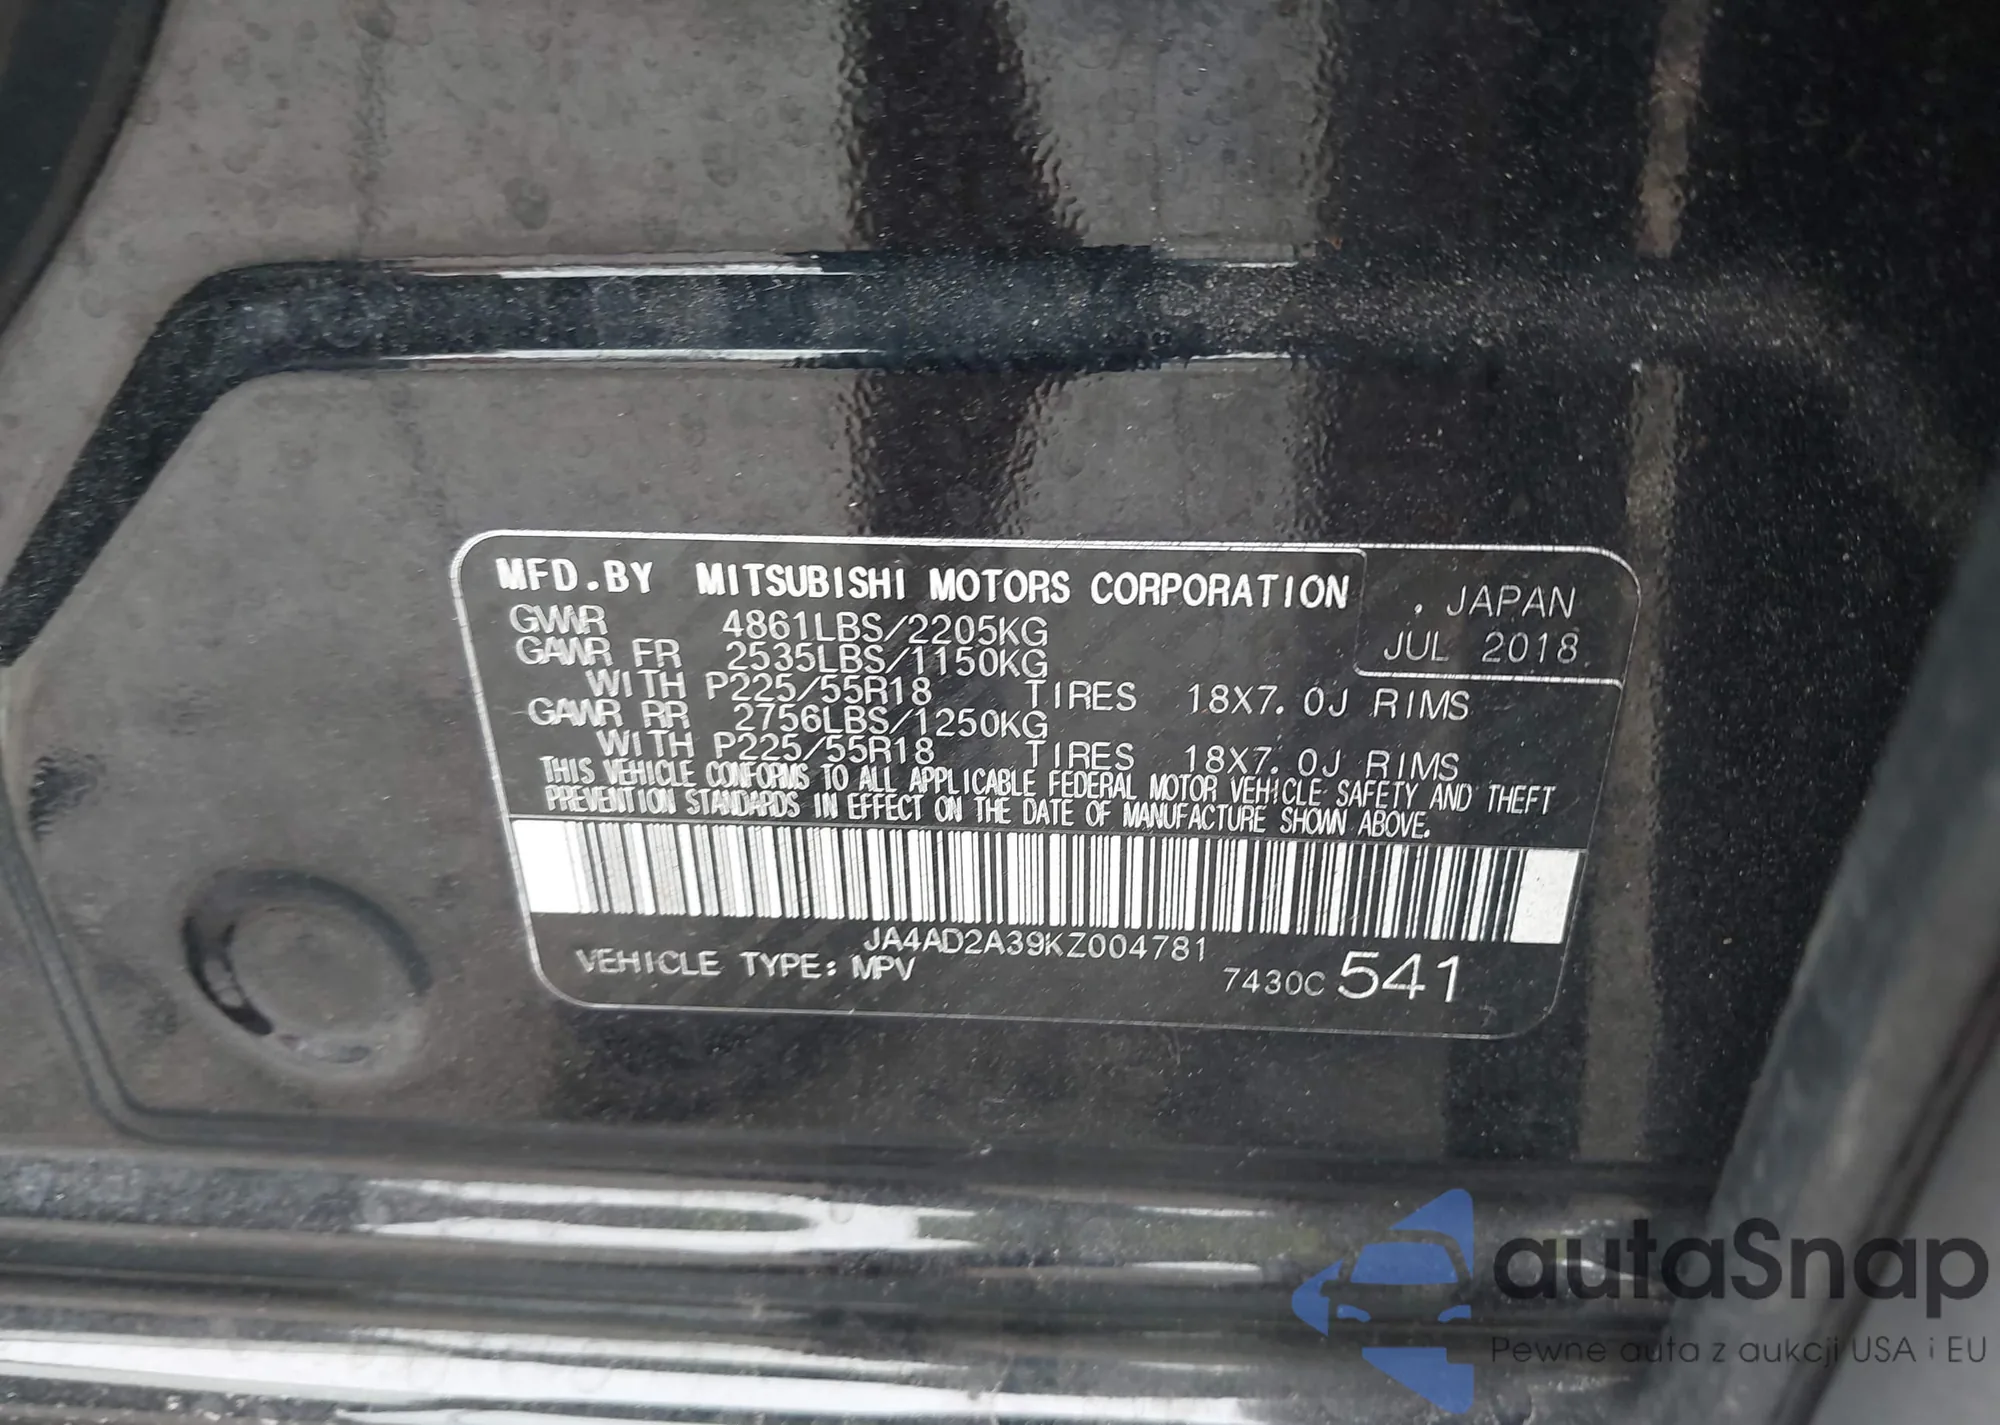 MFD.BY MITSUBISHI MOTORS CORPORATION
. JAPAN
JUL 2018
GVWR 4861LBS/2205KG
GAWR FR 2535LBS/1150KG
WITH P225/55R18 TIRES 18X7.0J RIMS
GAWR RR 2756LBS/1250KG
WITH P225/55R18 TIRES 18X7.0J RIMS
THIS VEHICLE CONFORMS TO ALL APPLICABLE FEDERAL MOTOR VEHICLE SAFETY AND THEFT
PREVENTION STANDARDS IN EFFECT ON THE DATE OF MANUFACTURE SHOWN ABOVE.
JA4AD2A39KZ004781
VEHICLE TYPE: MPV
7430C 541
autaSnap
Pewne auta z aukcji USA i EU